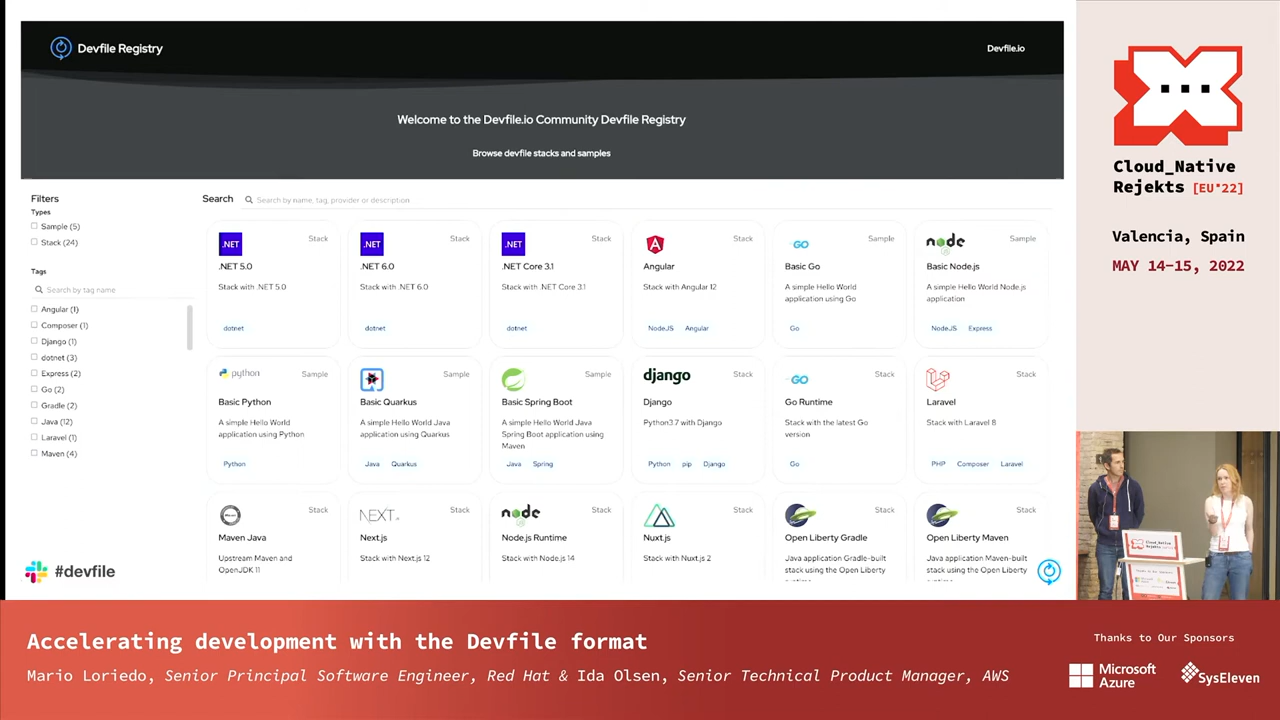 Devfile Registry
Devfile.io
Welcome to the Devfile.io Community Devfile Registry
Browse devfile stacks and samples
Filters
Types
Sample (5)
Stack (24)
Tags
Search by tag name
Angular (1)
Composer (1)
Django (1)
dotnet (3)
Express (2)
Go (2)
Gradle (2)
Java (12)
Laravel (1)
Maven (4)
Search
Search by name, tag, provider or description
.NET
Stack
.NET 5.0
Stack with .NET 5.0
dotnet
.NET
Stack
.NET 6.0
Stack with .NET 6.0
dotnet
.NET
Stack
.NET Core 3.1
Stack with .NET Core 3.1
dotnet
Stack
Angular
Stack with Angular 12
NodeJS Angular
GO
Sample
Basic Go
A simple Hello World
application using Go
Go
node
Sample
Basic Node.js
A simple Hello World Node.js
application
NodeJS Express
python
Sample
Basic Python
A simple Hello World
application using Python
Python
Sample
Basic Quarkus
A simple Hello World Java
application using Quarkus
Java Quarkus
Sample
Basic Spring Boot
A simple Hello World Java
Spring Boot application using
Maven
Java Spring
django
Stack
Django
Python3.7 with Django
Python pip Django
GO
Stack
Go Runtime
Stack with the latest Go
version
Go
Stack
Laravel
Stack with Laravel 8
PHP Composer Laravel
Stack
Maven Java
Upstream Maven and
OpenJDK 11
NEXT.js
Stack
Next.js
Stack with Next.js 12
node
Stack
Node.js Runtime
Stack with Node.js 14
Stack
Nuxt.js
Stack with Nuxt.js 2
Stack
Open Liberty Gradle
Java application Gradle-built
stack using the Open Liberty
Stack
Open Liberty Maven
Java application Maven-built
stack using the Open Liberty
#devfile
Cloud_Native
Rejekts [EU*22]
Valencia, Spain
MAY 14-15, 2022
Accelerating development with the Devfile format
Mario Loriedo, Senior Principal Software Engineer, Red Hat & Ida Olsen, Senior Technical Product Manager, AWS
Thanks to Our Sponsors
Microsoft
Azure
SysEleven